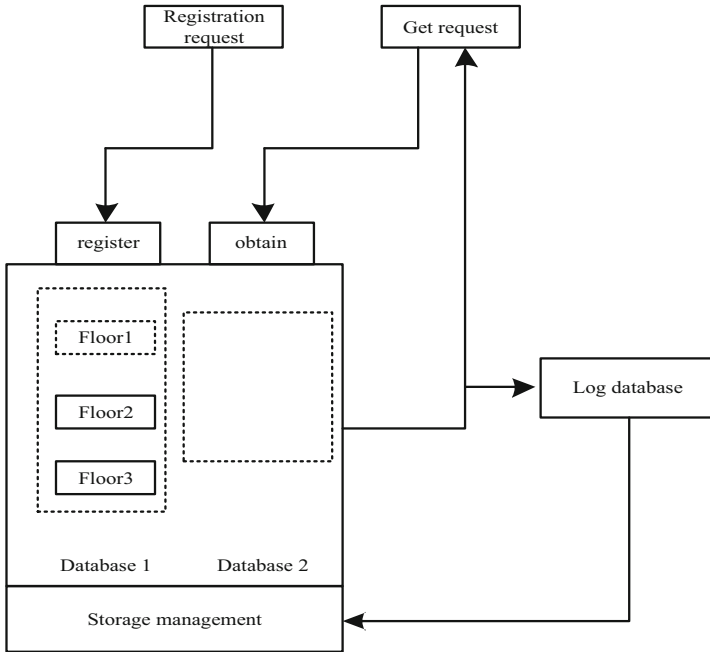 Registration
request
Get request
register
obtain
Floor1
Floor2
Floor3
Log database
Database 1
Database 2
Storage management